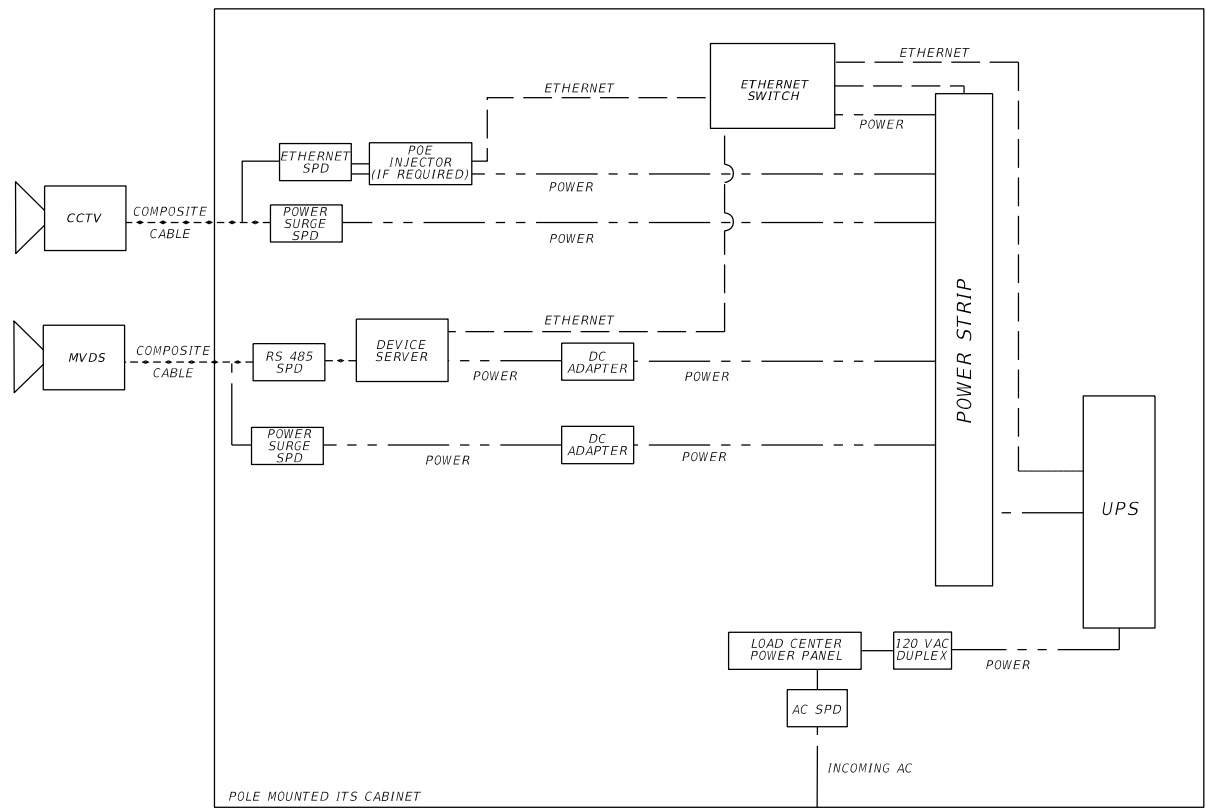 ETHERNET
ETHERNET
SWITCH
ETHERNET
POWER
ETHERNET
SPD
POE
INJECTOR
(IF REQUIRED)
POWER
CCTV
COMPOSITE
CABLE
POWER
SURGE
SPD
POWER
POWER STRIP
ETHERNET
MVDS
COMPOSITE
CABLE
RS 485
SPD
DEVICE
SERVER
POWER
DC
ADAPTER
POWER
POWER
SURGE
SPD
POWER
DC
ADAPTER
POWER
UPS
LOAD CENTER
POWER PANEL
120 VAC
DUPLEX
POWER
AC SPD
INCOMING AC
POLE MOUNTED ITS CABINET